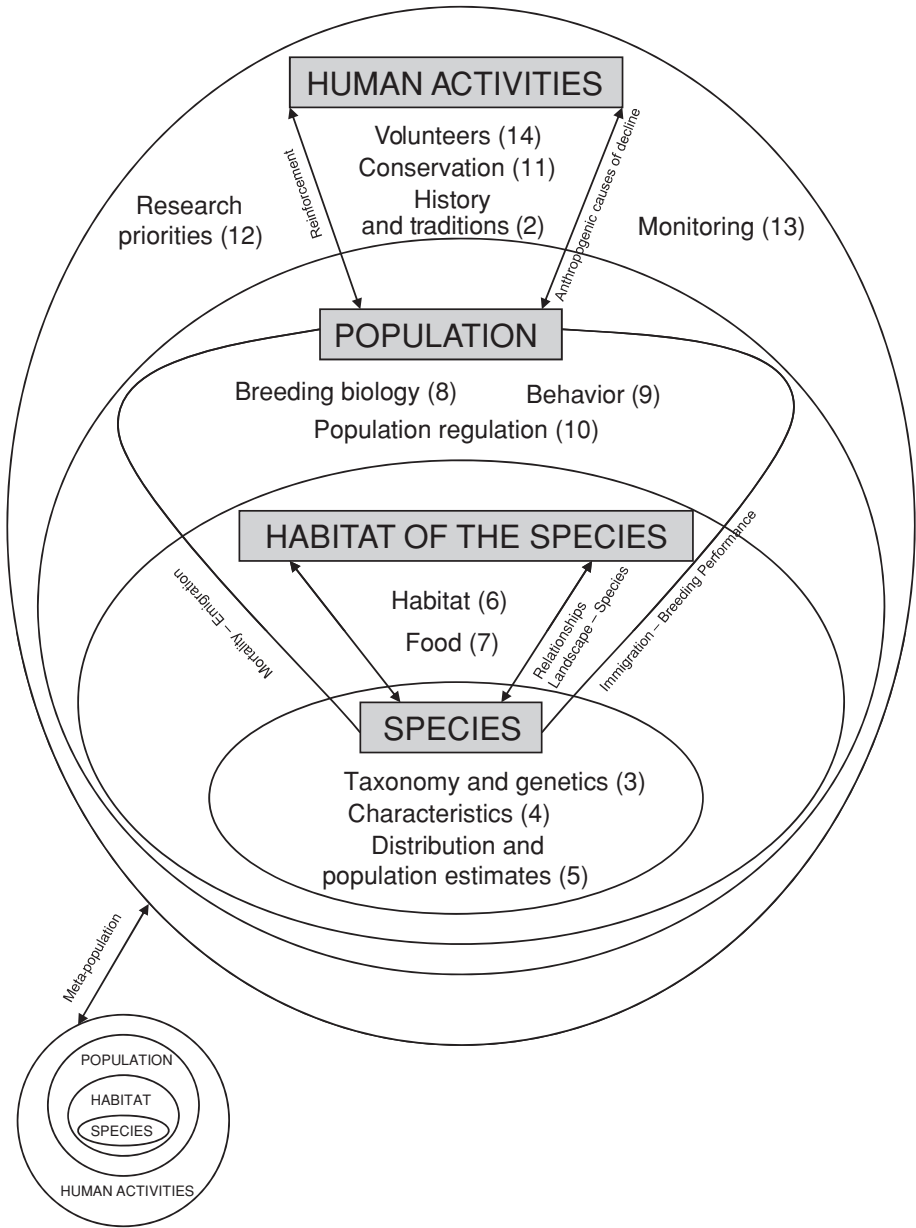 HUMAN ACTIVITIES
Volunteers (14)
Conservation (11)
History
and traditions (2)
Reinforcement
Anthropogenic causes of decline
Research
priorities (12)
Monitoring (13)
POPULATION
Breeding biology (8)
Behavior (9)
Population regulation (10)
HABITAT OF THE SPECIES
Habitat (6)
Food (7)
Mortality – Emigration
Relationships
Landscape – Species
Immigration – Breeding Performance
SPECIES
Taxonomy and genetics (3)
Characteristics (4)
Distribution and
population estimates (5)
Meta-population
POPULATION
HABITAT
SPECIES
HUMAN ACTIVITIES